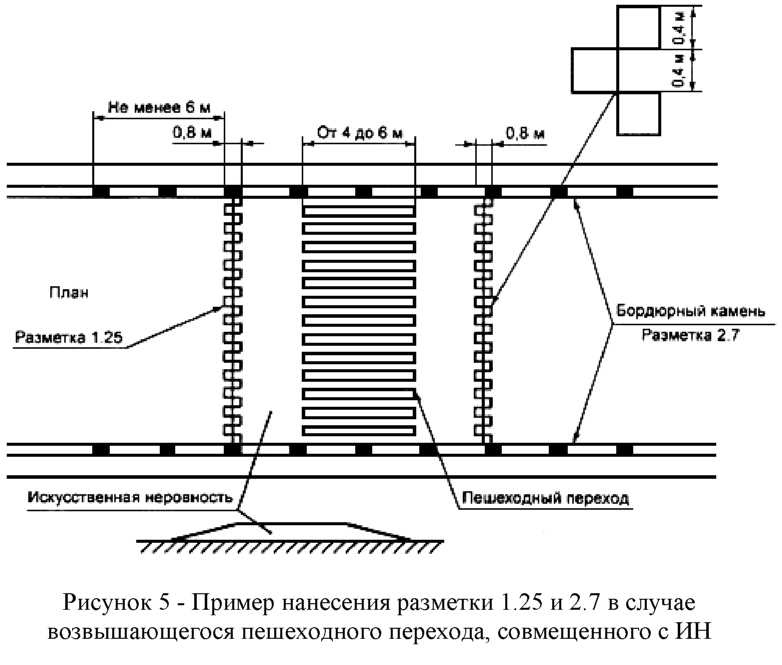 0,4 м
0,4 м
Не менее 6 м
0,8 м
От 4 до 6 м
0,8 м
План
Разметка 1.25
Бордюрный камень
Разметка 2.7
Искусственная неровность
Пешеходный переход
Рисунок 5 - Пример нанесения разметки 1.25 и 2.7 в случае
возвышающегося пешеходного перехода, совмещенного с ИН